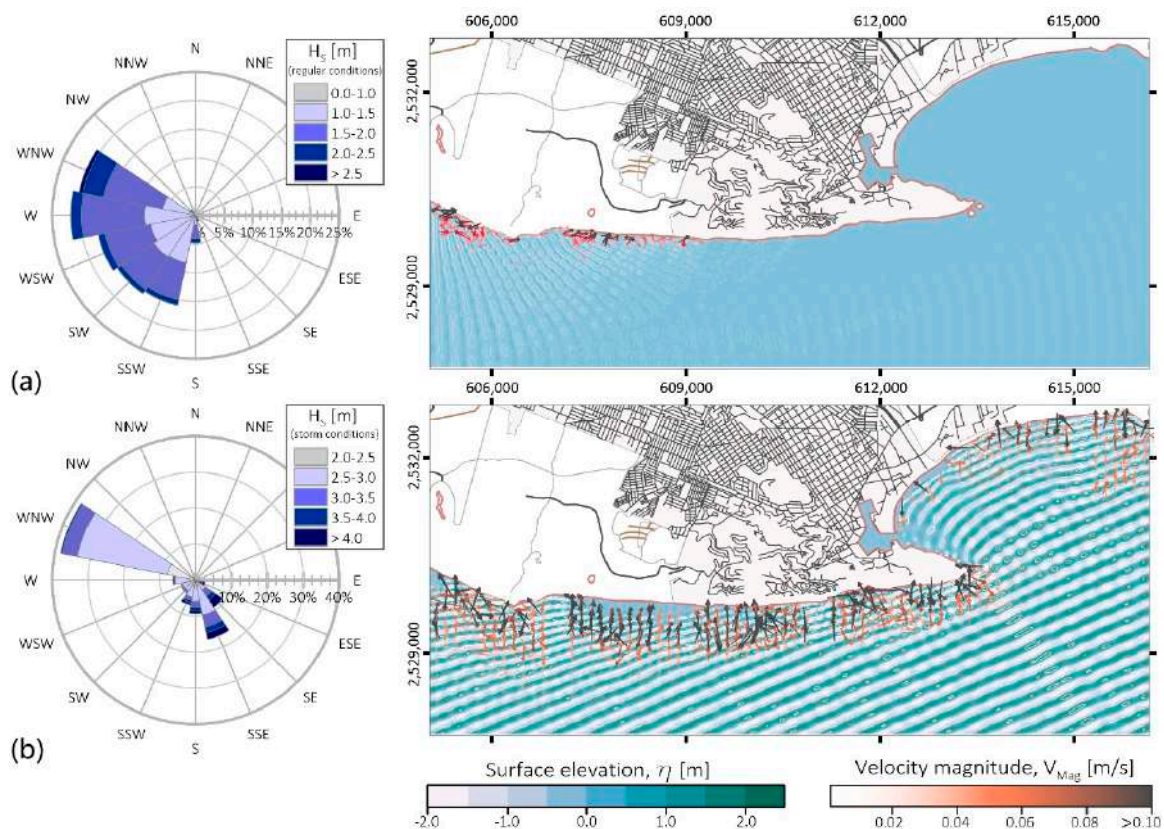 606,000 609,000 612,000 615,000
N
NNW NNE
NW
WNW
W E
WSW ESE
SW SE
SSW SSE
S
5% 10% 15% 20% 25%
Hs [m]
(regular conditions)
0.0-1.0
1.0-1.5
1.5-2.0
2.0-2.5
> 2.5
2,532,000
2,529,000
(a)
606,000 609,000 612,000 615,000
N
NNW NNE
NW
WNW
W E
WSW ESE
SW SE
SSW SSE
S
10% 20% 30% 40%
Hs [m]
(storm conditions)
2.0-2.5
2.5-3.0
3.0-3.5
3.5-4.0
> 4.0
2,532,000
2,529,000
(b)
Surface elevation, η [m]
-2.0 -1.0 0.0 1.0 2.0
Velocity magnitude, VMag [m/s]
0.02 0.04 0.06 0.08 >0.10